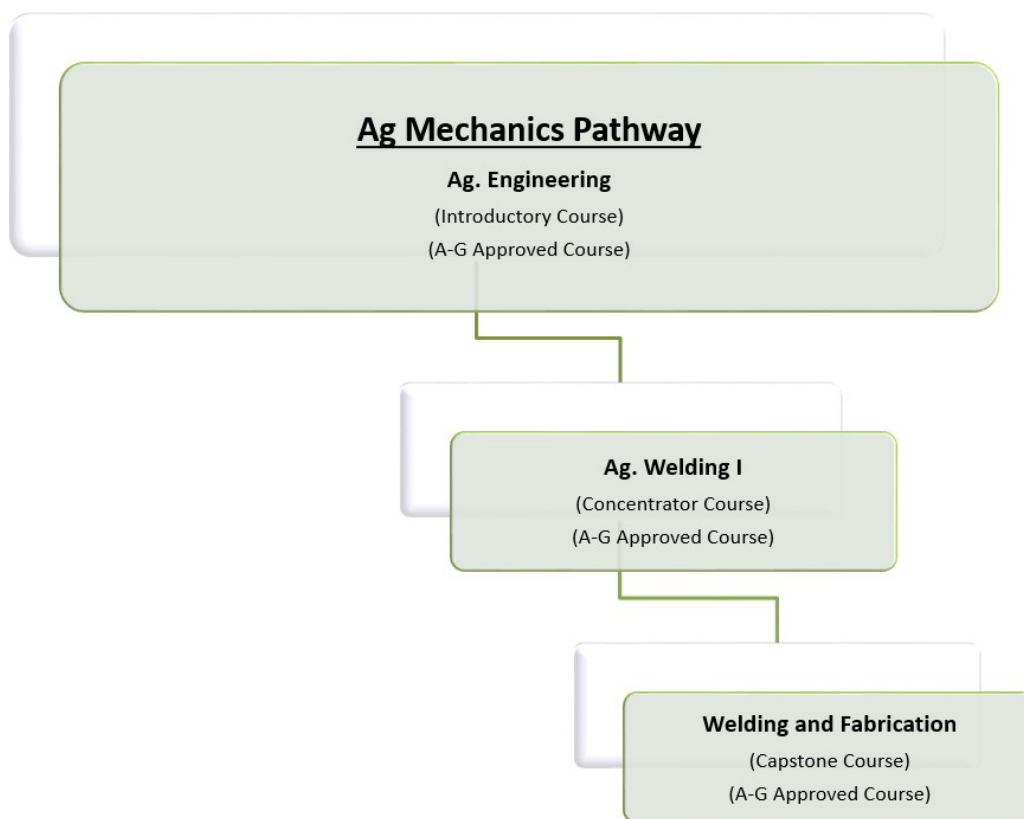 Ag Mechanics Pathway
Ag. Engineering
(Introductory Course)
(A-G Approved Course)
Ag. Welding I
(Concentrator Course)
(A-G Approved Course)
Welding and Fabrication
(Capstone Course)
(A-G Approved Course)